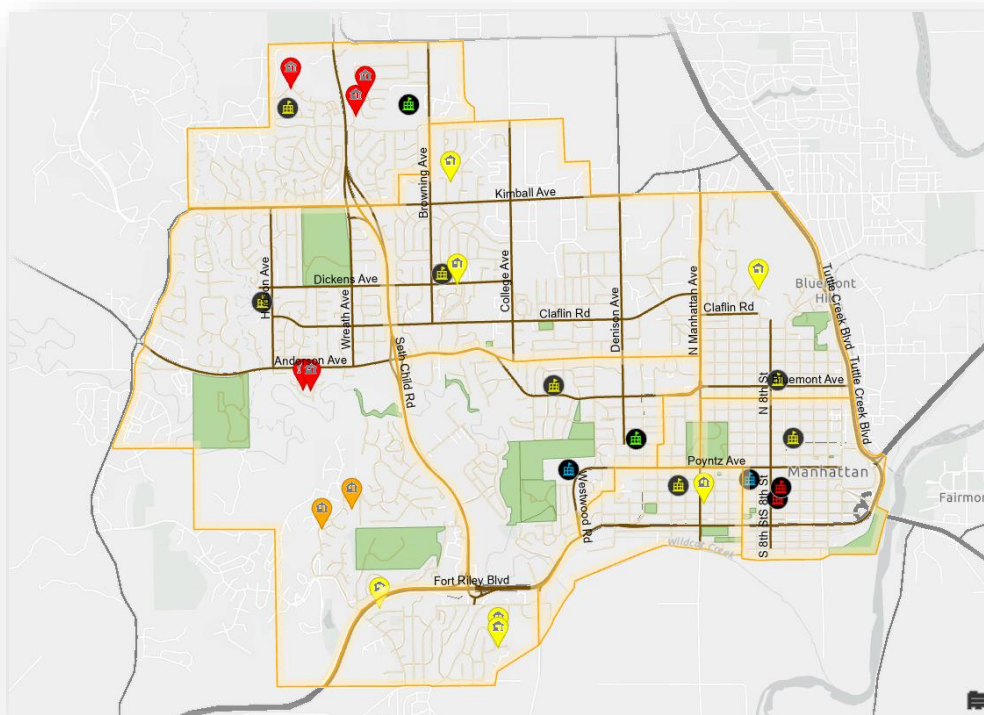 Kimball Ave
Browning Ave
Tuttle Creek Blvd
Bluemont
Dickens Ave
College Ave
N Manhattan Ave
Wreath Ave
Claflin Rd
Claflin Rd
Denison Ave
Seth Child Rd
Anderson Ave
Tuttle Creek Blvd
N 8th St
Poyntz Ave
Manhattan
Westwood Rd
S 8th St
S 8th St
Fairmo
Wildcat Creek
Fort Riley Blvd